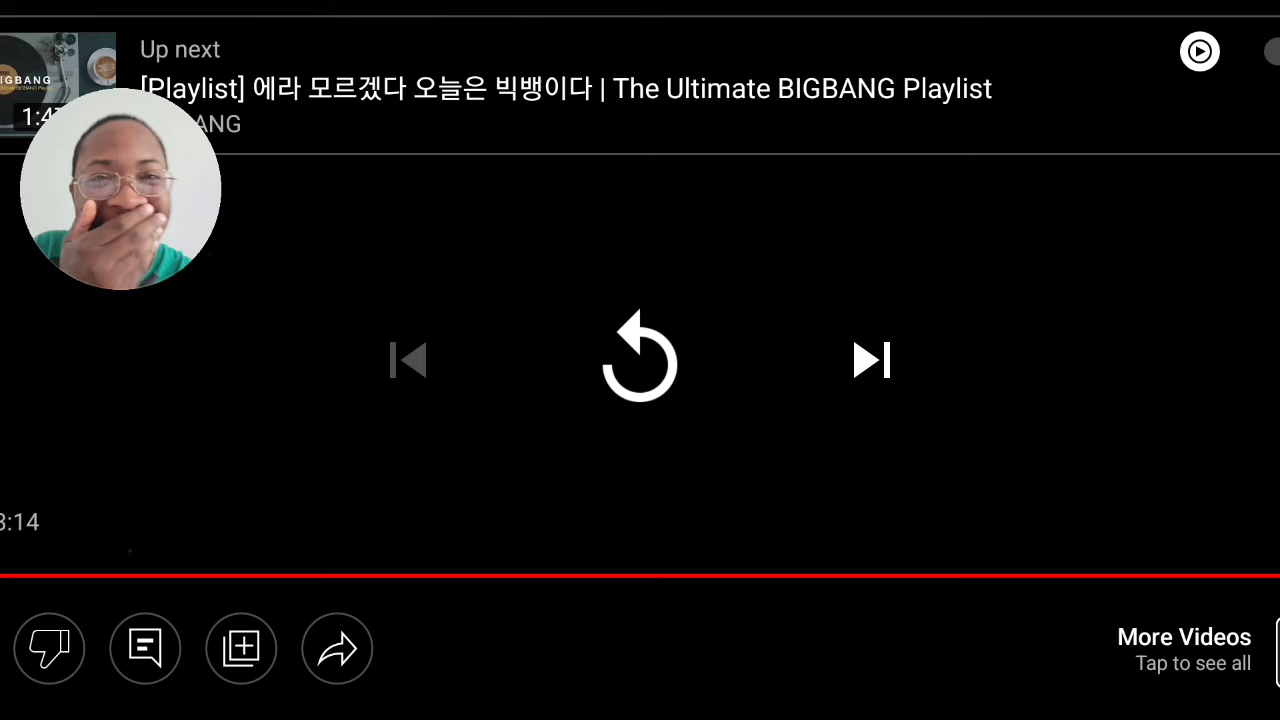 Up next
[Playlist] 에라 모르겠다 오늘은 빅뱅이다 | The Ultimate BIGBANG Playlist
3:14
More Videos
Tap to see all